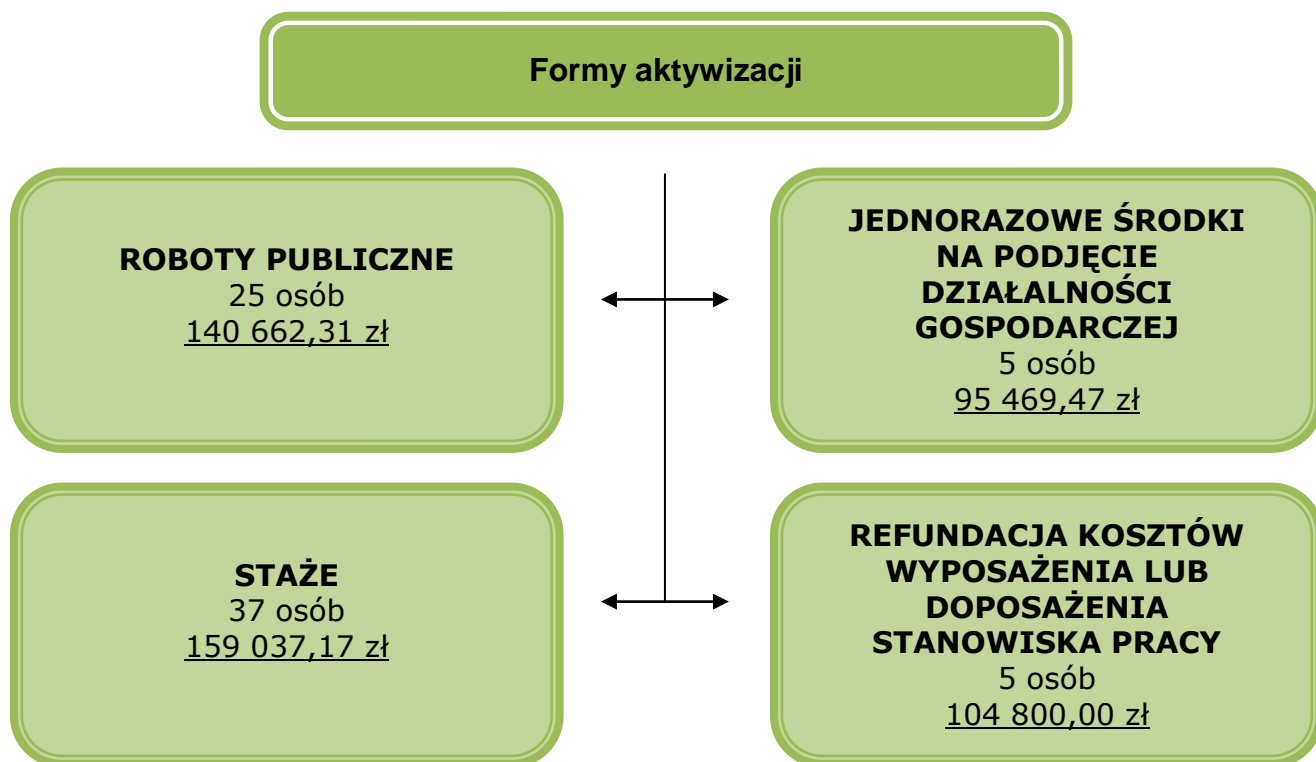 Formy aktywizacji
ROBOTY PUBLICZNE
25 osób
140 662,31 zł
JEDNORAZOWE ŚRODKI
NA PODJĘCIE
DZIAŁALNOŚCI
GOSPODARCZEJ
5 osób
95 469,47 zł
STAŻE
37 osób
159 037,17 zł
REFUNDACJA KOSZTÓW
WYPOSAŻENIA LUB
DOPOSAŻENIA
STANOWISKA PRACY
5 osób
104 800,00 zł